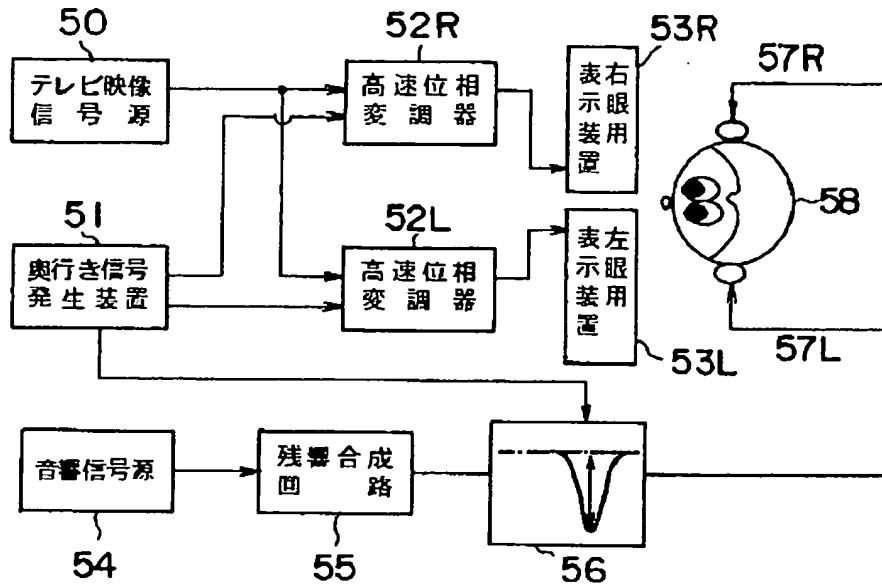 50
テレビ映像
信号源
52R
高速位相
変調器
53R
右眼用
表示装置
57R
58
51
奥行き信号
発生装置
52L
高速位相
変調器
左眼用
表示装置
53L
57L
音響信号源
54
残響合成
回路
55
56